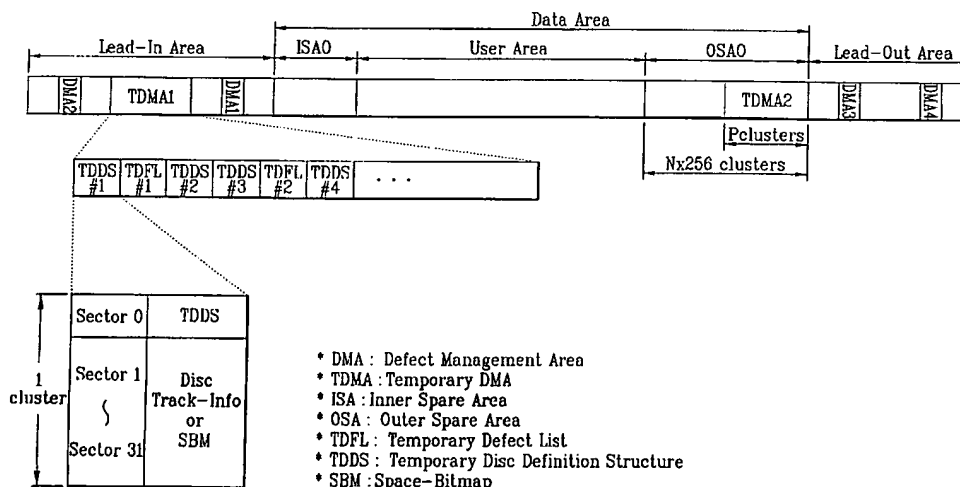 Data Area
Lead-In Area ISA0 User Area OSA0 Lead-Out Area
DMA2 TDMA1 DMA1 TDMA2 DMA3 DMA4
Pclusters
Nx256 clusters
TDDS #1 TDFL #1 TDDS #2 TDDS #3 TDFL #2 TDDS #4 ...
Sector 0 TDDS
1 cluster
Sector 1
Sector 31
Disc Track-Info or SBM
* DMA : Defect Management Area
* TDMA : Temporary DMA
* ISA : Inner Spare Area
* OSA : Outer Spare Area
* TDFL : Temporary Defect List
* TDDS : Temporary Disc Definition Structure
* SBM : Space-Bitmap